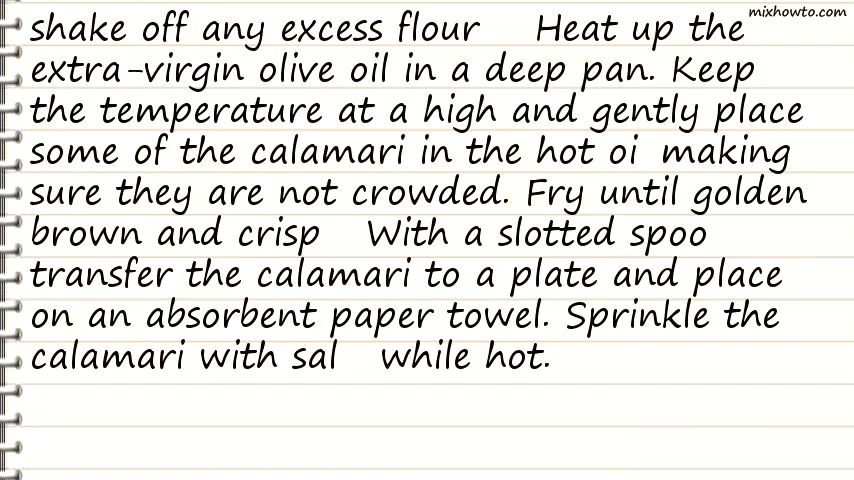 mixhowto.com
shake off any excess flour Heat up the
extra-virgin olive oil in a deep pan. Keep
the temperature at a high and gently place
some of the calamari in the hot oi making
sure they are not crowded. Fry until golden
brown and crisp With a slotted spoo
transfer the calamari to a plate and place
on an absorbent paper towel. Sprinkle the
calamari with sal while hot.